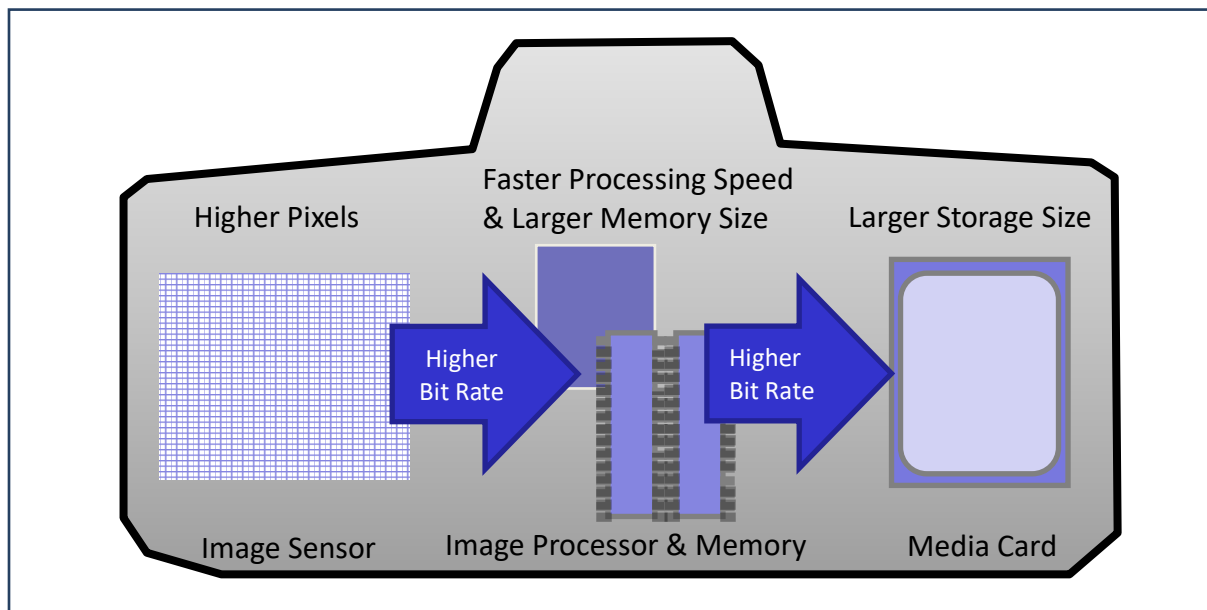 Faster Processing Speed
& Larger Memory Size
Higher Pixels
Larger Storage Size
Higher
Bit Rate
Higher
Bit Rate
Image Sensor
Image Processor & Memory
Media Card